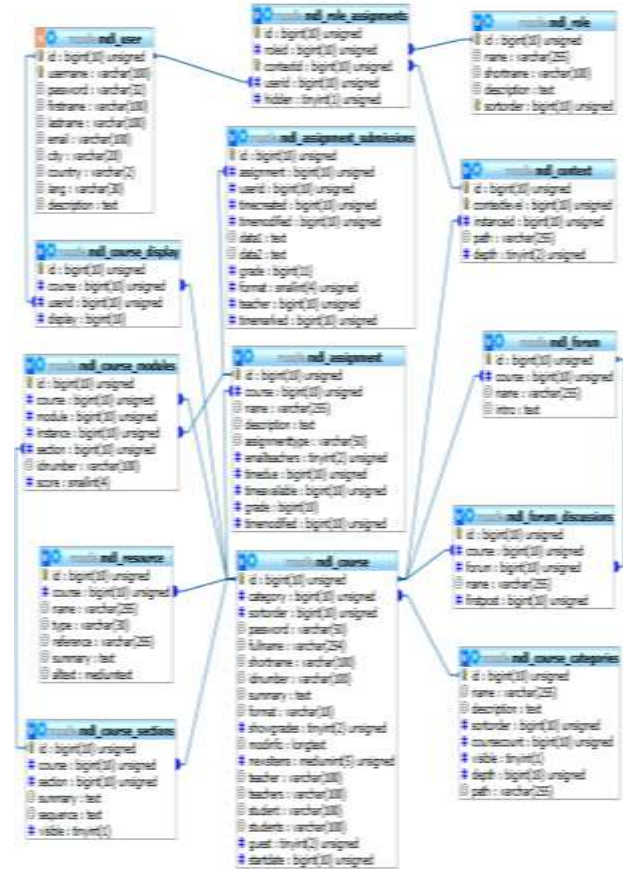 moodle mdl_user
id : bigint(10) unsigned
username : varchar(100)
password : varchar(32)
firstname : varchar(100)
lastname : varchar(100)
email : varchar(100)
city : varchar(20)
country : varchar(2)
lang : varchar(30)
description : text
moodle mdl_role_assignments
id : bigint(10) unsigned
roleid : bigint(10) unsigned
contextid : bigint(10) unsigned
userid : bigint(10) unsigned
hidden : tinyint(1) unsigned
moodle mdl_role
id : bigint(10) unsigned
name : varchar(255)
shortname : varchar(100)
description : text
sortorder : bigint(10) unsigned
moodle mdl_assignment_submissions
id : bigint(10) unsigned
assignment : bigint(10) unsigned
userid : bigint(10) unsigned
timecreated : bigint(10) unsigned
timemodified : bigint(10) unsigned
data1 : text
data2 : text
grade : bigint(11)
format : smallint(4) unsigned
teacher : bigint(10) unsigned
timemarked : bigint(10) unsigned
moodle mdl_context
id : bigint(10) unsigned
contextlevel : bigint(10) unsigned
instanceid : bigint(10) unsigned
path : varchar(255)
depth : tinyint(2) unsigned
moodle mdl_course_display
id : bigint(10) unsigned
course : bigint(10) unsigned
userid : bigint(10) unsigned
display : bigint(10)
moodle mdl_course_modules
id : bigint(10) unsigned
course : bigint(10) unsigned
module : bigint(10) unsigned
instance : bigint(10) unsigned
section : bigint(10) unsigned
idnumber : varchar(100)
score : smallint(4)
moodle mdl_assignment
id : bigint(10) unsigned
course : bigint(10) unsigned
name : varchar(255)
description : text
assignmenttype : varchar(50)
emailteachers : tinyint(2) unsigned
timedue : bigint(10) unsigned
timeavailable : bigint(10) unsigned
grade : bigint(10)
timemodified : bigint(10) unsigned
moodle mdl_forum
id : bigint(10) unsigned
course : bigint(10) unsigned
name : varchar(255)
intro : text
moodle mdl_forum_discussions
id : bigint(10) unsigned
course : bigint(10) unsigned
forum : bigint(10) unsigned
name : varchar(255)
firstpost : bigint(10) unsigned
moodle mdl_resource
id : bigint(10) unsigned
course : bigint(10) unsigned
name : varchar(255)
type : varchar(30)
reference : varchar(255)
summary : text
alltext : mediumtext
moodle mdl_course
id : bigint(10) unsigned
category : bigint(10) unsigned
sortorder : bigint(10) unsigned
password : varchar(50)
fullname : varchar(254)
shortname : varchar(100)
idnumber : varchar(100)
summary : text
format : varchar(10)
showgrades : tinyint(2) unsigned
modinfo : longtext
newsitems : mediumint(5) unsigned
teacher : varchar(100)
teachers : varchar(100)
student : varchar(100)
students : varchar(100)
guest : tinyint(2) unsigned
startdate : bigint(10) unsigned
moodle mdl_course_categories
id : bigint(10) unsigned
name : varchar(255)
description : text
sortorder : bigint(10) unsigned
coursecount : bigint(10) unsigned
visible : tinyint(1)
depth : bigint(10) unsigned
path : varchar(255)
moodle mdl_course_sections
id : bigint(10) unsigned
course : bigint(10) unsigned
section : bigint(10) unsigned
summary : text
sequence : text
visible : tinyint(1)